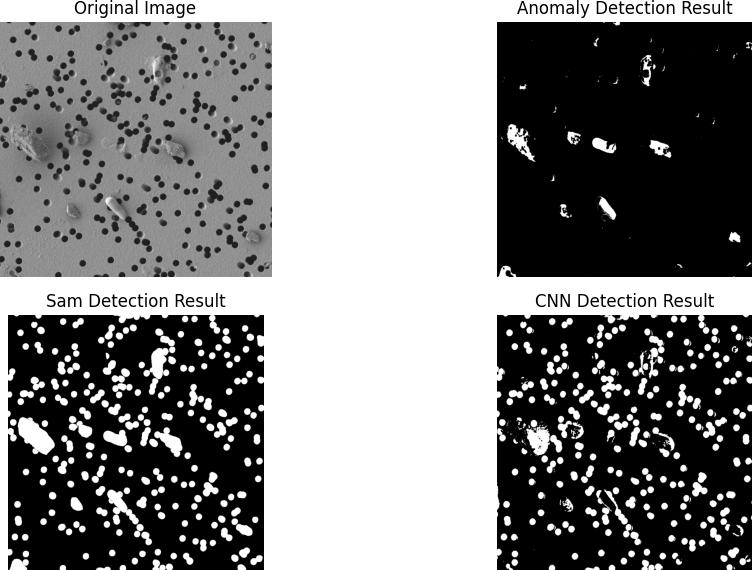 Original Image
Anomaly Detection Result
Sam Detection Result
CNN Detection Result